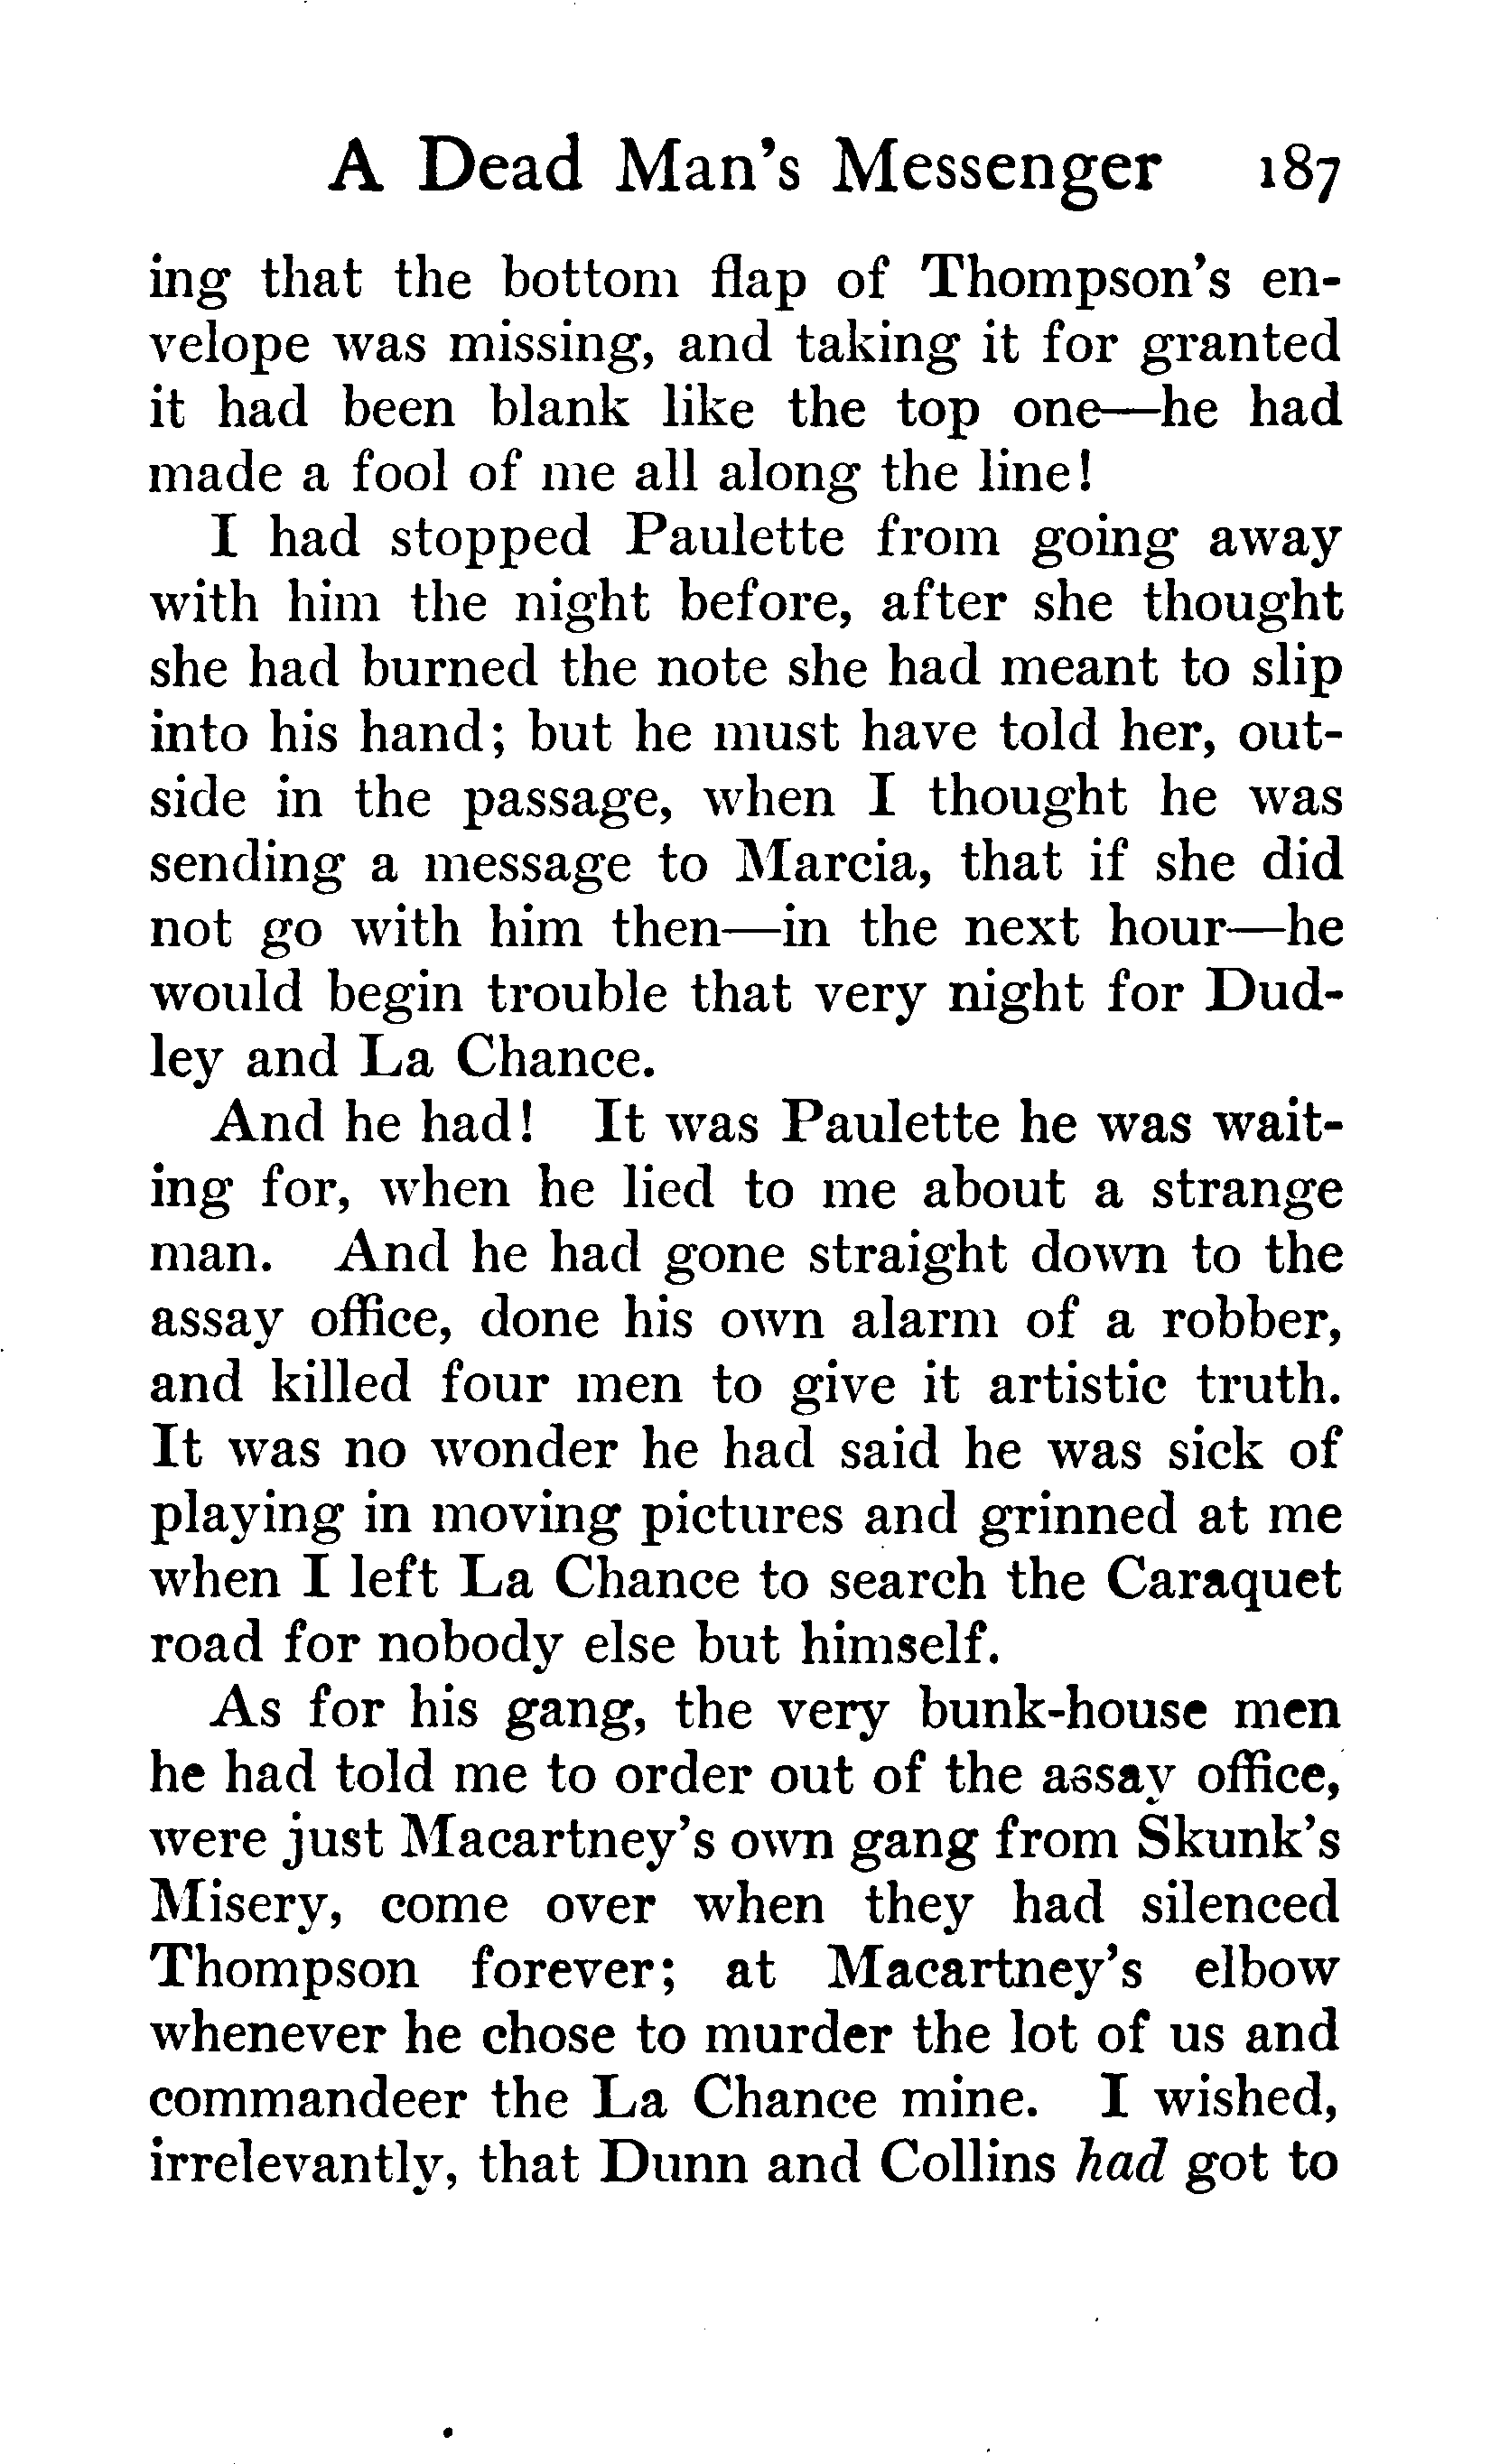 A Dead Man's Messenger 187
ing that the bottom flap of Thompson's en-
velope was missing, and taking it for granted
it had been blank like the top one—he had
made a fool of me all along the line!
I had stopped Paulette from going away
with him the night before, after she thought
she had burned the note she had meant to slip
into his hand; but he must have told her, out-
side in the passage, when I thought he was
sending a message to Marcia, that if she did
not go with him then—in the next hour—he
would begin trouble that very night for Dud-
ley and La Chance.
And he had! It was Paulette he was wait-
ing for, when he lied to me about a strange
man. And he had gone straight down to the
assay office, done his own alarm of a robber,
and killed four men to give it artistic truth.
It was no wonder he had said he was sick of
playing in moving pictures and grinned at me
when I left La Chance to search the Caraquet
road for nobody else but himself.
As for his gang, the very bunk-house men
he had told me to order out of the assay office,
were just Macartney's own gang from Skunk's
Misery, come over when they had silenced
Thompson forever; at Macartney's elbow
whenever he chose to murder the lot of us and
commandeer the La Chance mine. I wished,
irrelevantly, that Dunn and Collins had got to